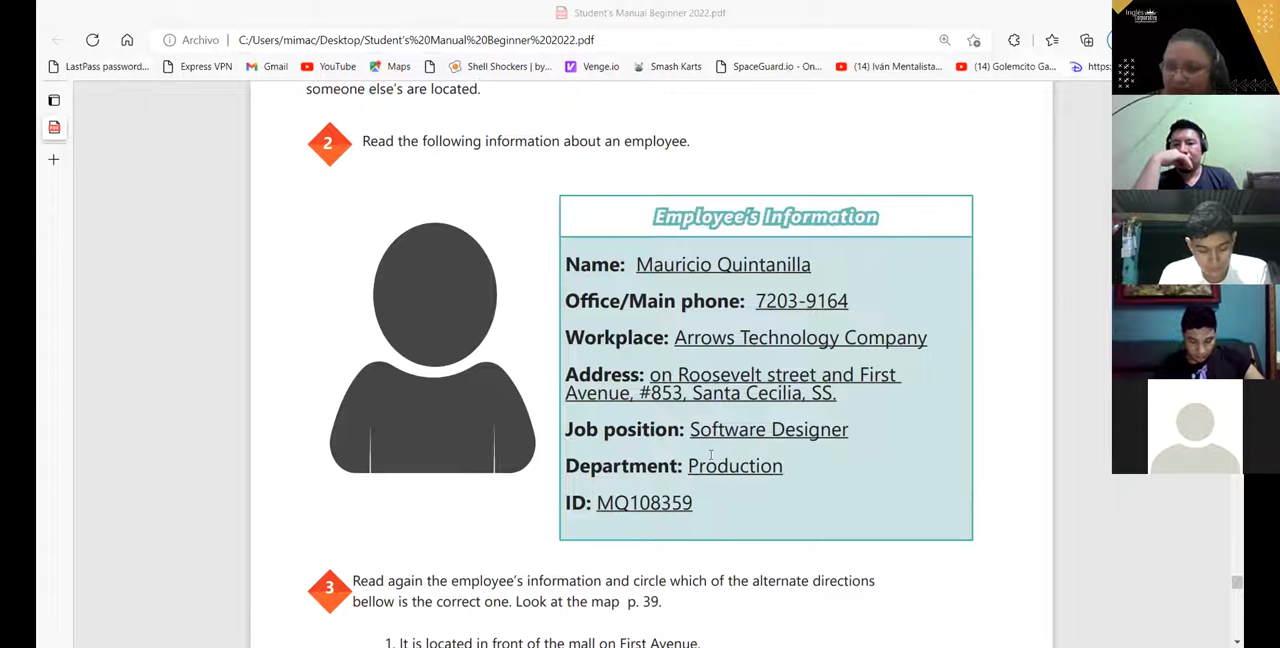 Student's Manual Beginner 2022.pdf
Archivo C:/Users/mimac/Desktop/Student's%20Manual%20Beginner%202022.pdf
LastPass password... Express VPN Gmail YouTube Maps Shell Shockers | by... Venge.io Smash Karts SpaceGuard.io - On... (14) Iván Mentalista... (14) Golemcito Ga... https:
Inglés
Corporativo
someone else's are located.
2 Read the following information about an employee.
Employee's Information
Name: Mauricio Quintanilla
Office/Main phone: 7203-9164
Workplace: Arrows Technology Company
Address: on Roosevelt street and First
Avenue, #853, Santa Cecilia, SS.
Job position: Software Designer
Department: Production
ID: MQ108359
3 Read again the employee's information and circle which of the alternate directions
bellow is the correct one. Look at the map p. 39.
1. It is located in front of the mall on First Avenue.